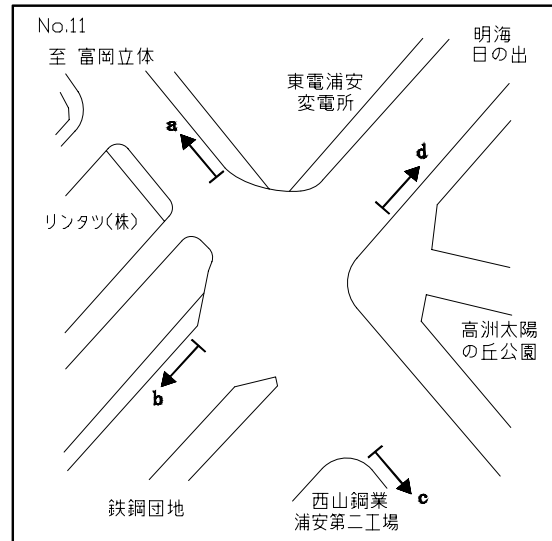 No.11
至 富岡立体
明海
日の出
東電浦安
変電所
a
d
リンタツ(株)
高洲太陽
の丘公園
b
鉄鋼団地
西山鋼業
浦安第二工場
c